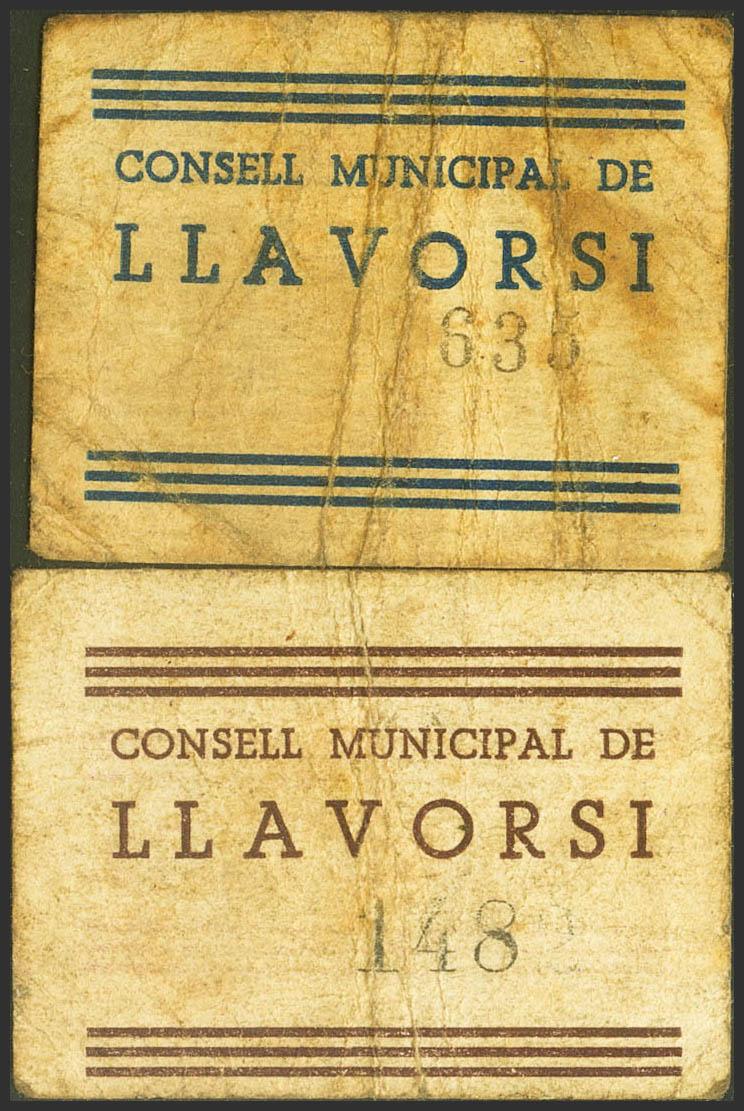 CONSELL MUNICIPAL DE
LLAVORSI
635
CONSELL MUNICIPAL DE
LLAVORSI
148